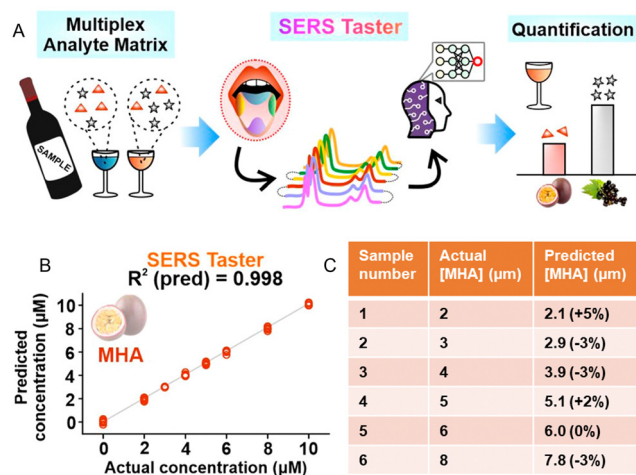 A
Multiplex
Analyte Matrix
SERS Taster
Quantification
SAMPLE
B
SERS Taster
R² (pred) = 0.998
MHA
Predicted
concentration (µM)
10
8
6
4
2
0
0 2 4 6 8 10
Actual concentration (µM)
C
Sample number Actual [MHA] (µm) Predicted [MHA] (µm)
1 2 2.1 (+5%)
2 3 2.9 (-3%)
3 4 3.9 (-3%)
4 5 5.1 (+2%)
5 6 6.0 (0%)
6 8 7.8 (-3%)